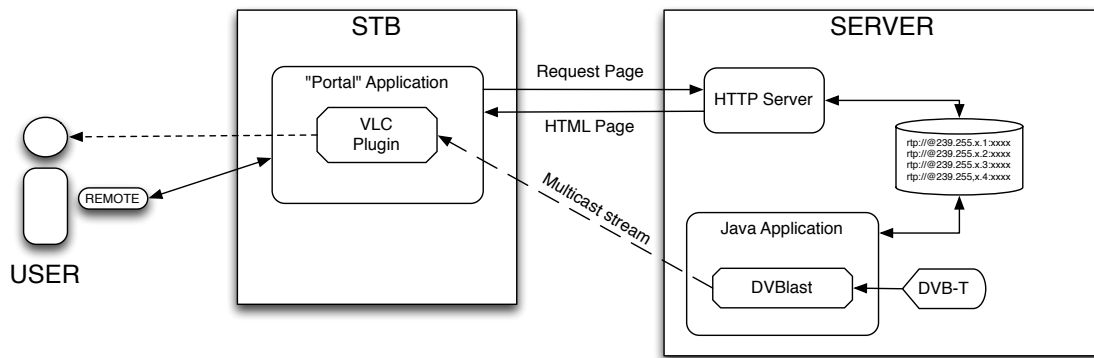 STB
SERVER
"Portal" Application
VLC
Plugin
Request Page
HTML Page
HTTP Server
rtp://@239.255.x.1:xxxx
rtp://@239.255.x.2:xxxx
rtp://@239.255.x.3:xxxx
rtp://@239.255,x.4:xxxx
REMOTE
USER
Multicast stream
Java Application
DVBlast
DVB-T